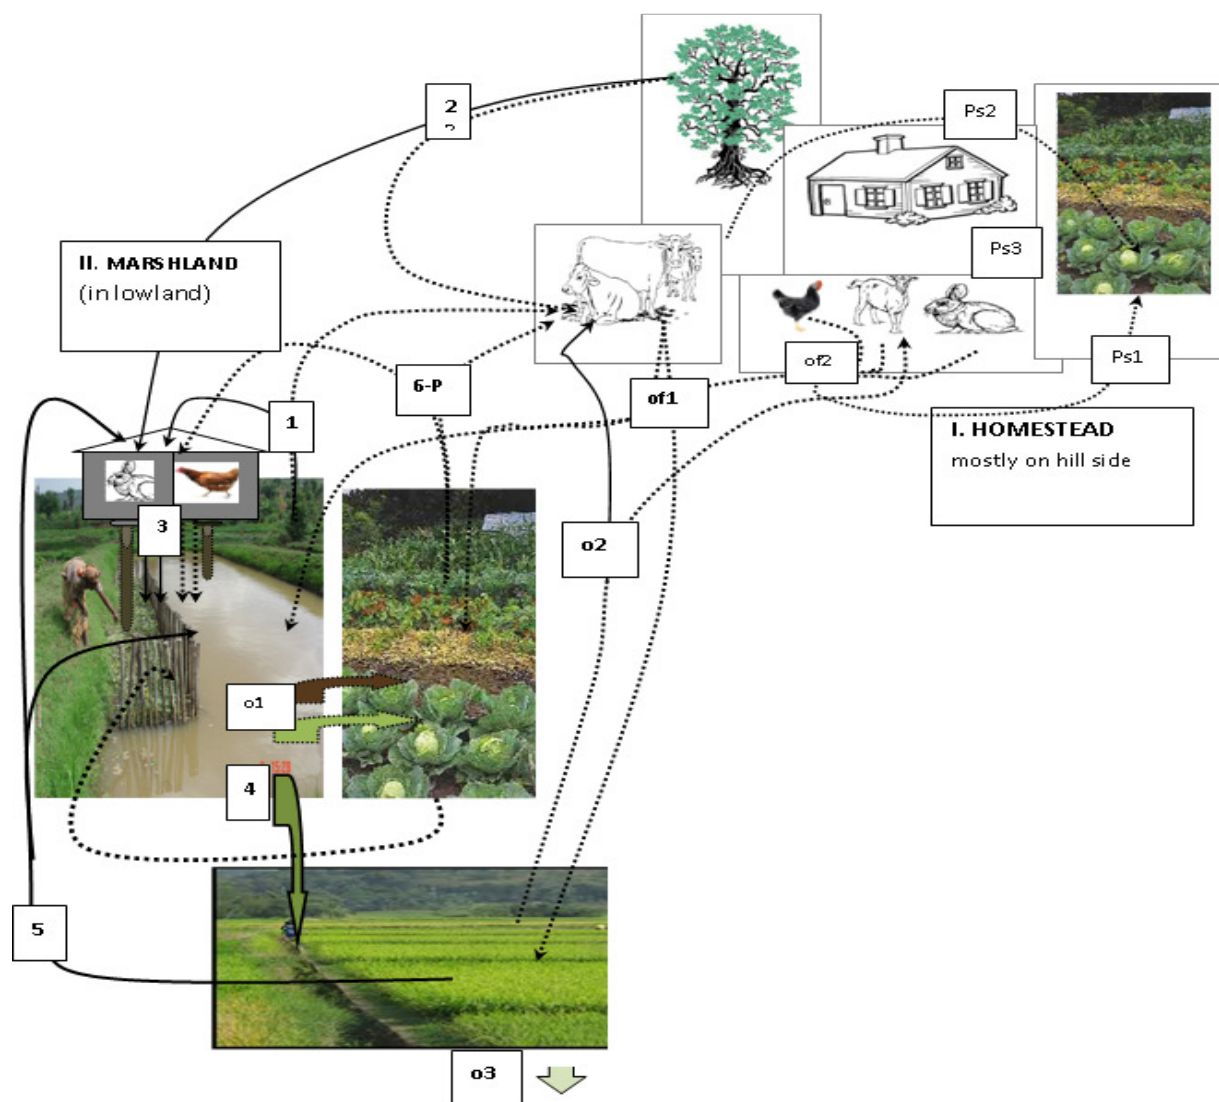 2
Ps2
II. MARSHLAND
(in lowland)
Ps3
of2
Ps1
6-P
of1
1
I. HOMESTEAD
mostly on hill side
3
o2
o1
4
5
o3